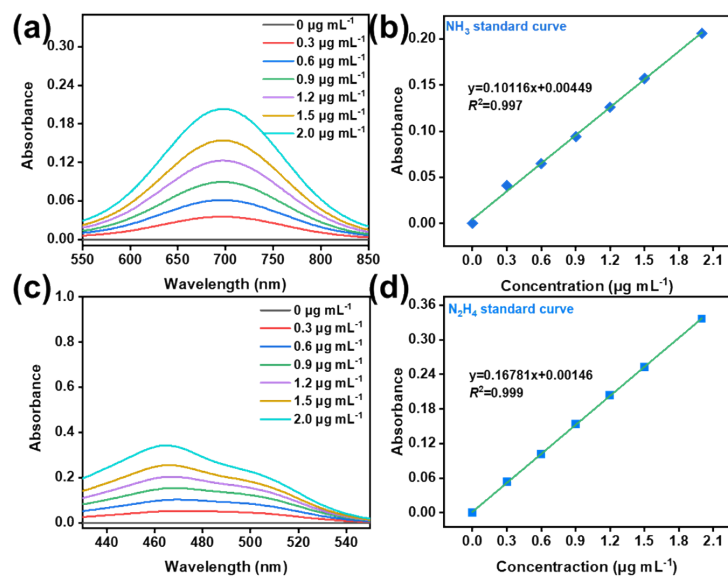 (a)
0 µg mL⁻¹
0.3 µg mL⁻¹
0.6 µg mL⁻¹
0.9 µg mL⁻¹
1.2 µg mL⁻¹
1.5 µg mL⁻¹
2.0 µg mL⁻¹
0.30
0.24
0.18
0.12
0.06
0.00
Absorbance
550 600 650 700 750 800 850
Wavelength (nm)
(b)
NH₃ standard curve
y=0.10116x+0.00449
R²=0.997
0.20
0.15
0.10
0.05
0.00
Absorbance
0.0 0.3 0.6 0.9 1.2 1.5 1.8 2.1
Concentration (µg mL⁻¹)
(c)
0 µg mL⁻¹
0.3 µg mL⁻¹
0.6 µg mL⁻¹
0.9 µg mL⁻¹
1.2 µg mL⁻¹
1.5 µg mL⁻¹
2.0 µg mL⁻¹
1.0
0.8
0.6
0.4
0.2
0.0
Absorbance
440 460 480 500 520 540
Wavelength (nm)
(d)
N₂H₄ standard curve
y=0.16781x+0.00146
R²=0.999
0.36
0.30
0.24
0.18
0.12
0.06
0.00
Absorbance
0.0 0.3 0.6 0.9 1.2 1.5 1.8 2.1
Concentraction (µg mL⁻¹)